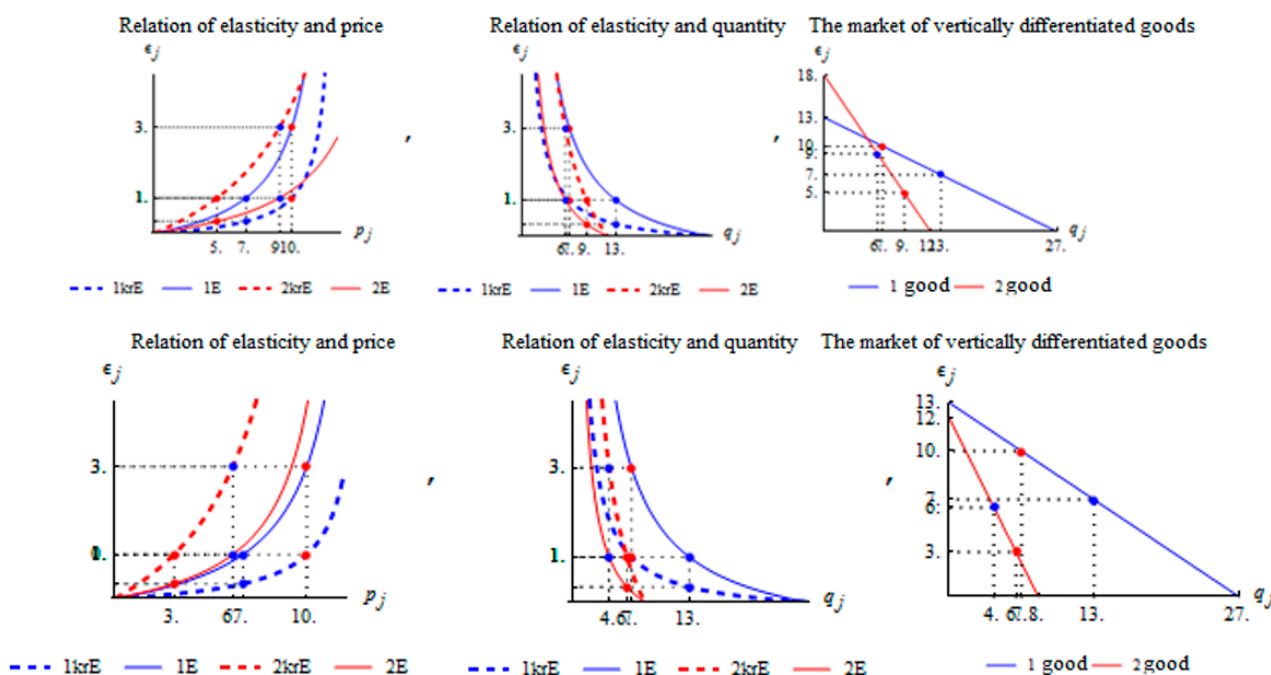 Relation of elasticity and price
Relation of elasticity and quantity
The market of vertically differentiated goods
ϵj
ϵj
ϵj
18.
3.
3.
13.
9.
7.
1.
1.
5.
pj
qj
qj
5. 7. 910.
9. 13.
9. 27.
1krE 1E 2krE 2E
1krE 1E 2krE 2E
1 good 2 good
Relation of elasticity and price
Relation of elasticity and quantity
The market of vertically differentiated goods
ϵj
ϵj
ϵj
13.
12.
3.
3.
10.
6.
1.
3.
pj
qj
qj
3. 67. 10.
13.
4. 13. 27.
1krE 1E 2krE 2E
1krE 1E 2krE 2E
1 good 2 good